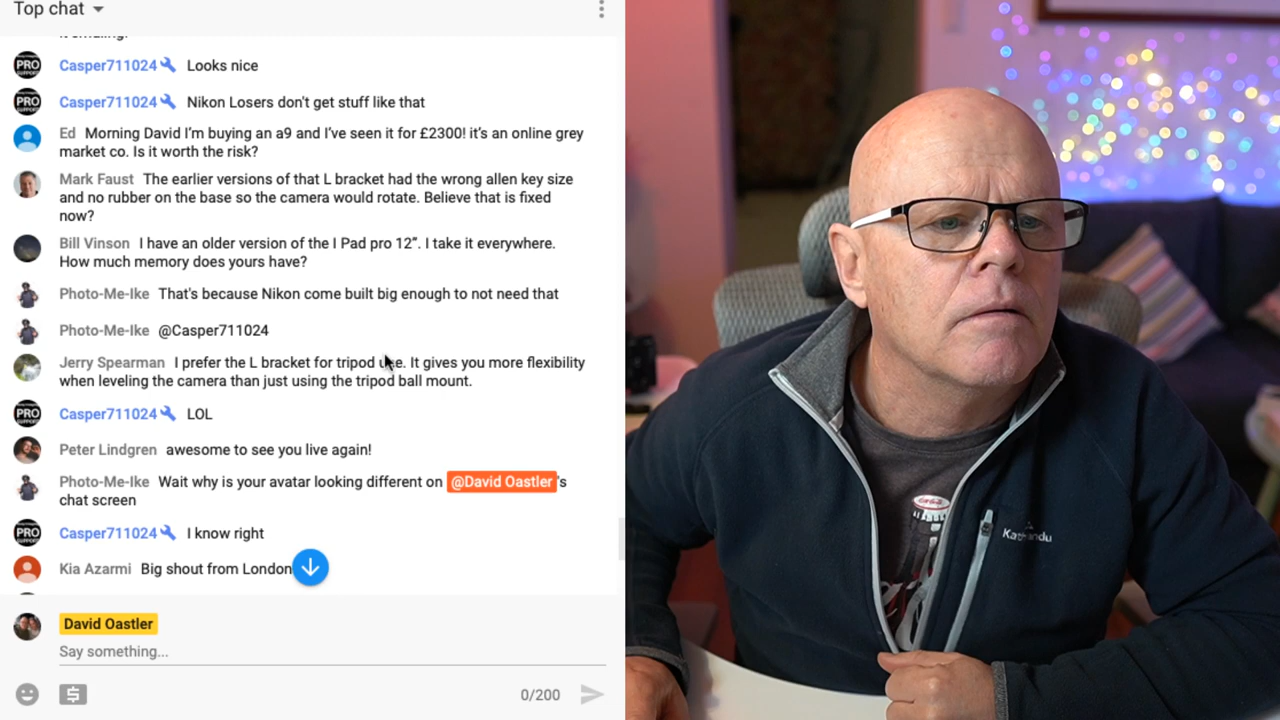 Top chat
Casper711024 Looks nice
Casper711024 Nikon Losers don't get stuff like that
Ed Morning David I'm buying an a9 and I've seen it for £2300! it's an online grey
market co. Is it worth the risk?
Mark Faust The earlier versions of that L bracket had the wrong allen key size
and no rubber on the base so the camera would rotate. Believe that is fixed
now?
Bill Vinson I have an older version of the I Pad pro 12”. I take it everywhere.
How much memory does yours have?
Photo-Me-Ike That's because Nikon come built big enough to not need that
Photo-Me-Ike @Casper711024
Jerry Spearman I prefer the L bracket for tripod use. It gives you more flexibility
when leveling the camera than just using the tripod ball mount.
Casper711024 LOL
Peter Lindgren awesome to see you live again!
Photo-Me-Ike Wait why is your avatar looking different on @David Oastler's
chat screen
Casper711024 I know right
Kia Azarmi Big shout from London
David Oastler
Say something...
0/200
PRO
PRO
PRO
PRO
Kathmandu